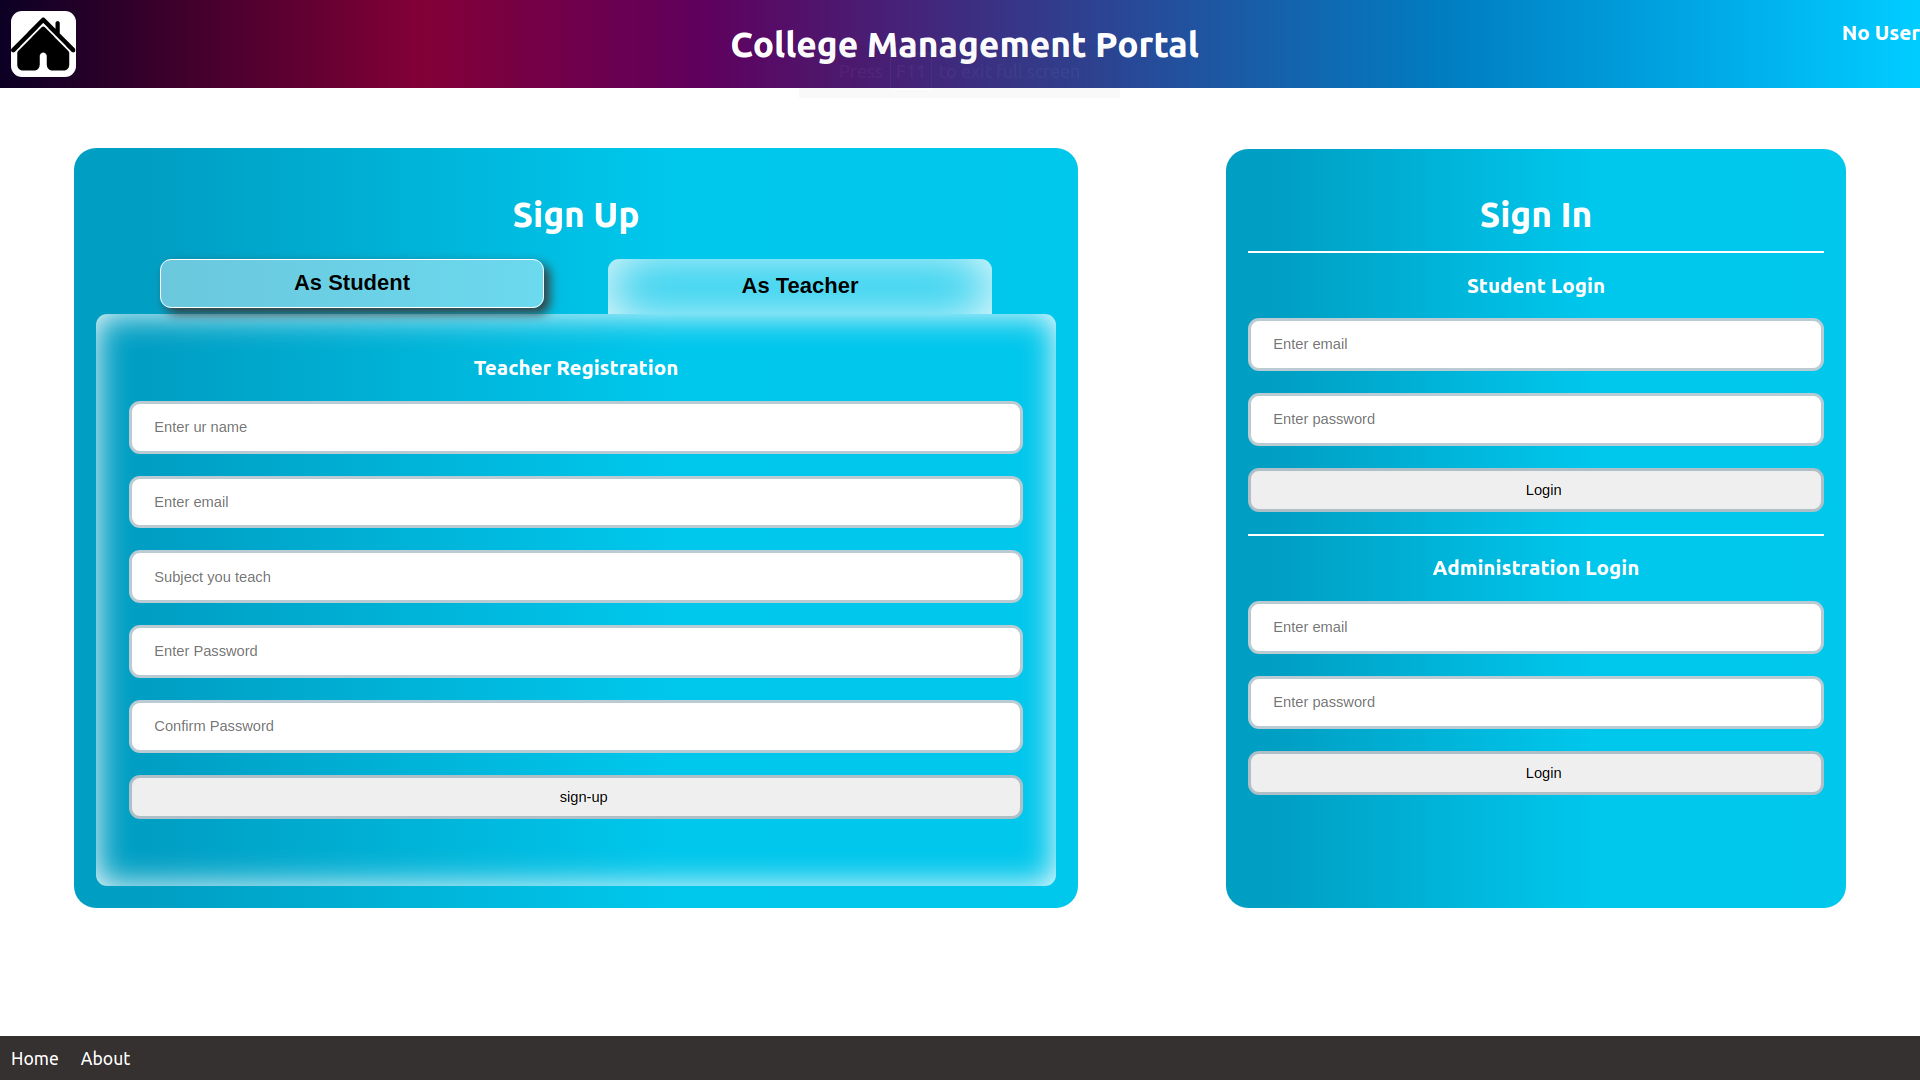 College Management Portal
No User
Press F11 to exit full screen
Sign Up
As Student
As Teacher
Teacher Registration
Enter ur name
Enter email
Subject you teach
Enter Password
Confirm Password
sign-up
Sign In
Student Login
Enter email
Enter password
Login
Administration Login
Enter email
Enter password
Login
Home
About